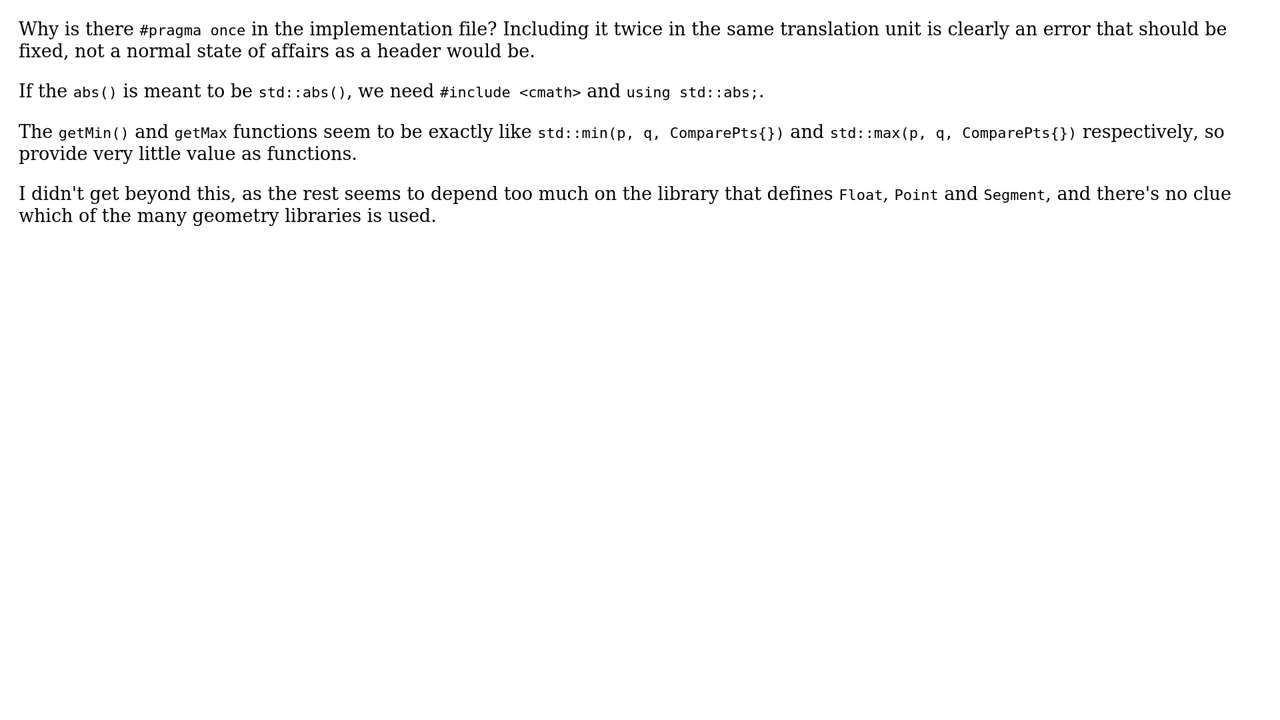 Why is there #pragma once in the implementation file? Including it twice in the same translation unit is clearly an error that should be
fixed, not a normal state of affairs as a header would be.
If the abs() is meant to be std::abs(), we need #include <cmath> and using std::abs;.
The getMin() and getMax functions seem to be exactly like std::min(p, q, ComparePts{}) and std::max(p, q, ComparePts{}) respectively, so
provide very little value as functions.
I didn't get beyond this, as the rest seems to depend too much on the library that defines Float, Point and Segment, and there's no clue
which of the many geometry libraries is used.